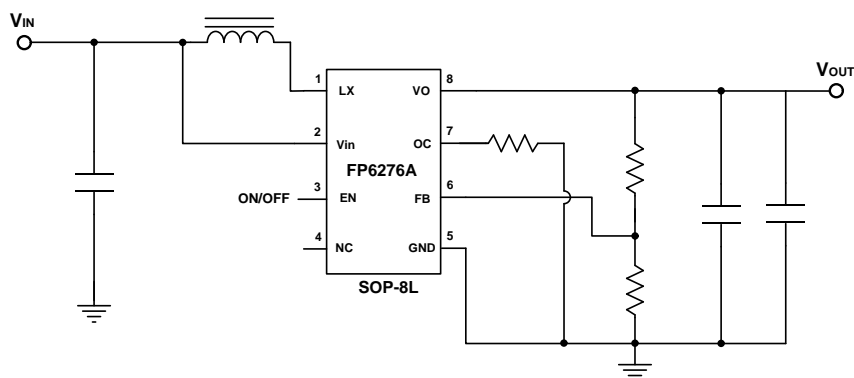 VIN
VOUT
1
8
LX
VO
2
7
Vin
OC
FP6276A
ON/OFF
3
6
EN
FB
4
5
NC
GND
SOP-8L